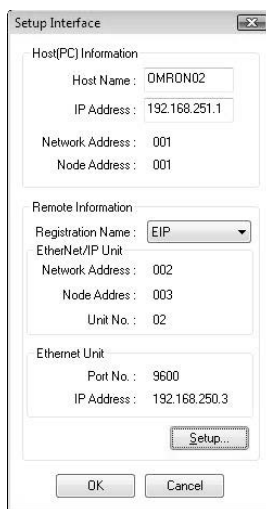 Setup Interface
Host(PC) Information
Host Name : OMRON02
IP Address : 192.168.251.1
Network Address : 001
Node Address : 001
Remote Information
Registration Name : EIP
EtherNet/IP Unit
Network Address : 002
Node Addres : 003
Unit No. : 02
Ethernet Unit
Port No. : 9600
IP Address : 192.168.250.3
Setup...
OK Cancel